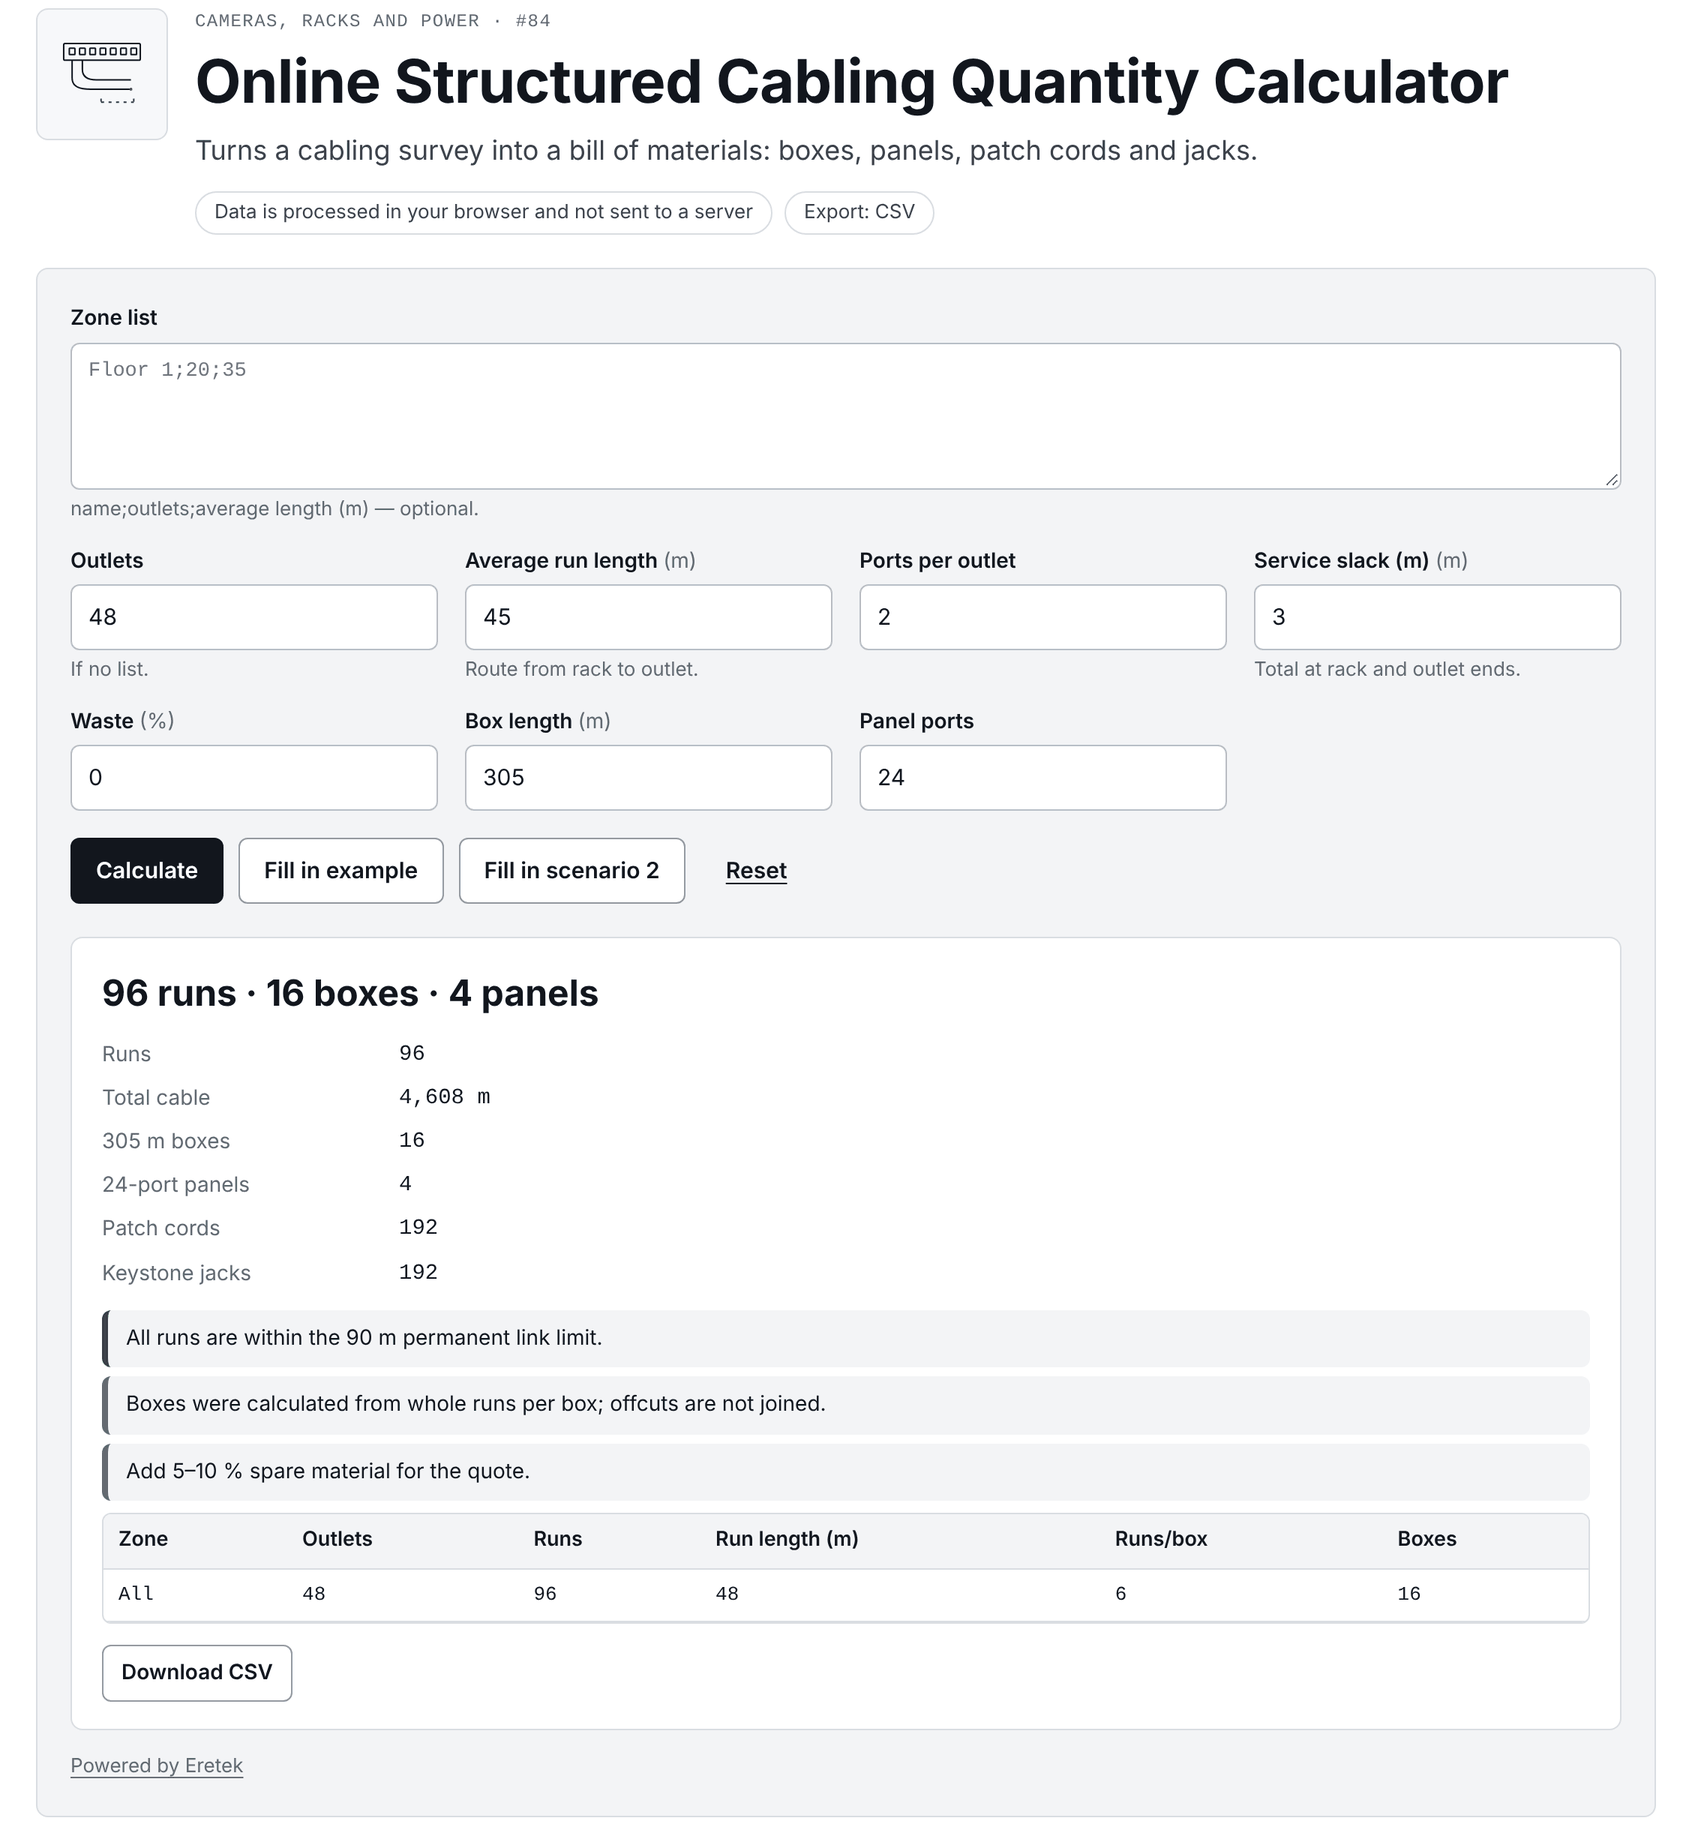 CAMERAS, RACKS AND POWER · #84
Online Structured Cabling Quantity Calculator
Turns a cabling survey into a bill of materials: boxes, panels, patch cords and jacks.
Data is processed in your browser and not sent to a server Export: CSV
Zone list
Floor 1;20;35
name;outlets;average length (m) — optional.
Outlets Average run length (m) Ports per outlet Service slack (m) (m)
48 45 2 3
If no list. Route from rack to outlet. Total at rack and outlet ends.
Waste (%) Box length (m) Panel ports
0 305 24
Calculate Fill in example Fill in scenario 2 Reset
96 runs · 16 boxes · 4 panels
Runs 96
Total cable 4,608 m
305 m boxes 16
24-port panels 4
Patch cords 192
Keystone jacks 192
All runs are within the 90 m permanent link limit.
Boxes were calculated from whole runs per box; offcuts are not joined.
Add 5–10 % spare material for the quote.
Zone Outlets Runs Run length (m) Runs/box Boxes
All 48 96 48 6 16
Download CSV
Powered by Eretek